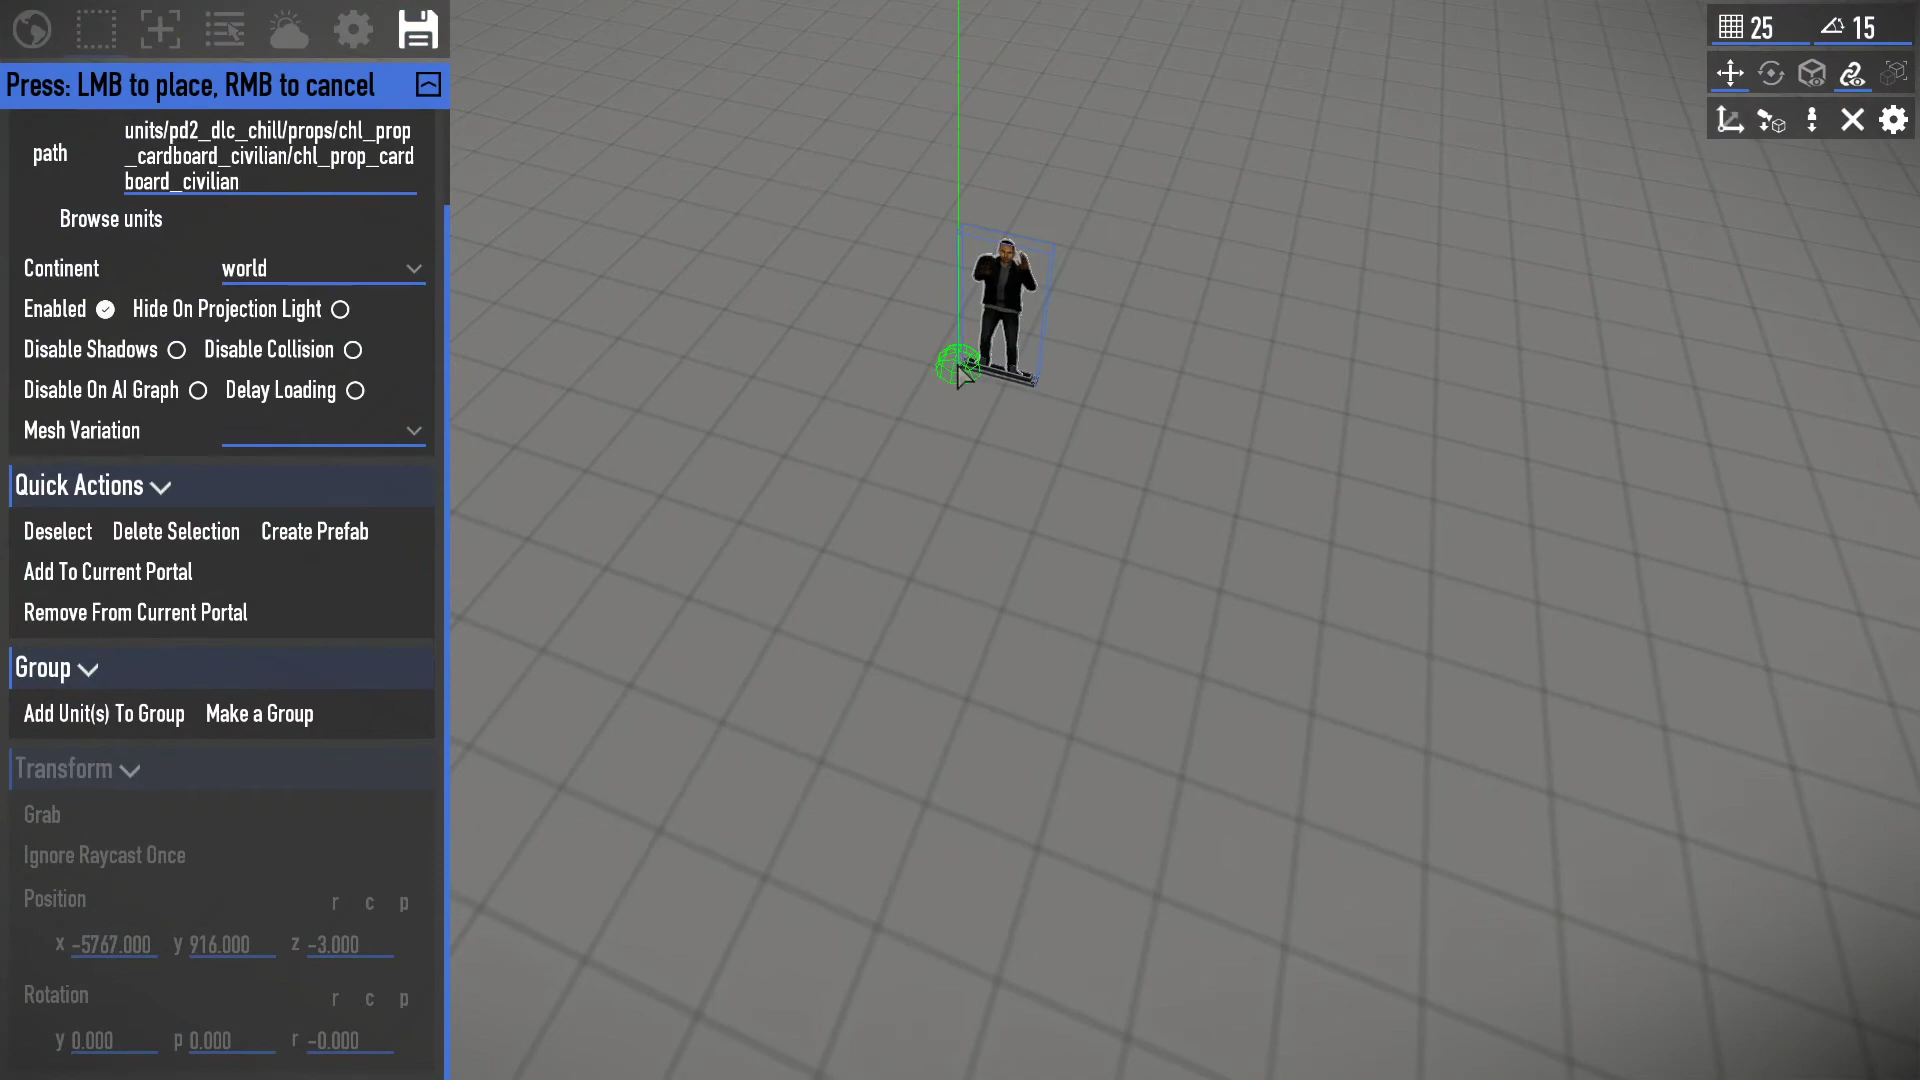 25
15
Press: LMB to place, RMB to cancel
path
units/pd2_dlc_chill/props/chl_prop
_cardboard_civilian/chl_prop_card
board_civilian
Browse units
Continent world
Enabled Hide On Projection Light
Disable Shadows Disable Collision
Disable On AI Graph Delay Loading
Mesh Variation
Quick Actions
Deselect Delete Selection Create Prefab
Add To Current Portal
Remove From Current Portal
Group
Add Unit(s) To Group Make a Group
Transform
Grab
Ignore Raycast Once
Position r c p
x -5767.000 y 916.000 z -3.000
Rotation r c p
y 0.000 p 0.000 r -0.000